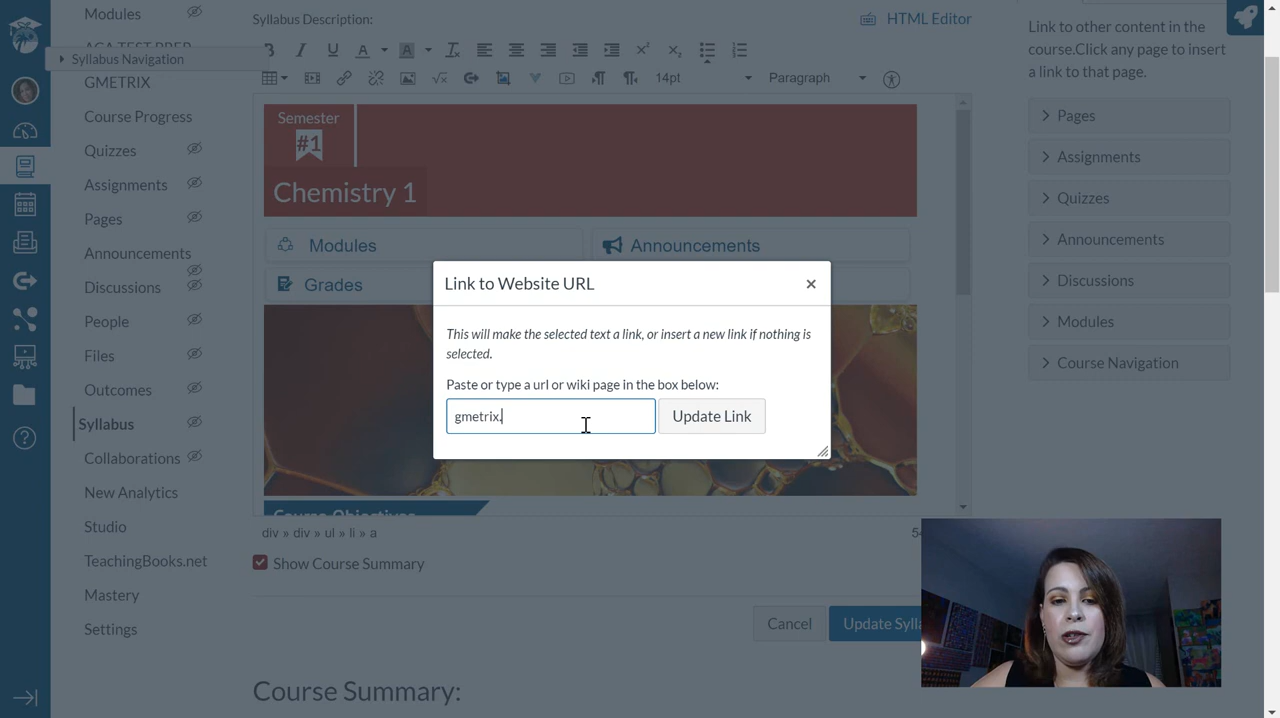 Modules
ACA TEST PREP
Syllabus Navigation
GMETRIX
Course Progress
Quizzes
Assignments
Pages
Announcements
Discussions
People
Files
Outcomes
Syllabus
Collaborations
New Analytics
Studio
TeachingBooks.net
Mastery
Settings
Syllabus Description:
HTML Editor
14pt
Paragraph
Semester
#1
Chemistry 1
Modules
Announcements
Grades
Link to Website URL
This will make the selected text a link, or insert a new link if nothing is
selected.
Paste or type a url or wiki page in the box below:
gmetrix.
Update Link
Course Objectives
div » div » ul » li » a
Show Course Summary
Cancel
Update Sylla
Course Summary:
Link to other content in the
course.Click any page to insert
a link to that page.
Pages
Assignments
Quizzes
Announcements
Discussions
Modules
Course Navigation